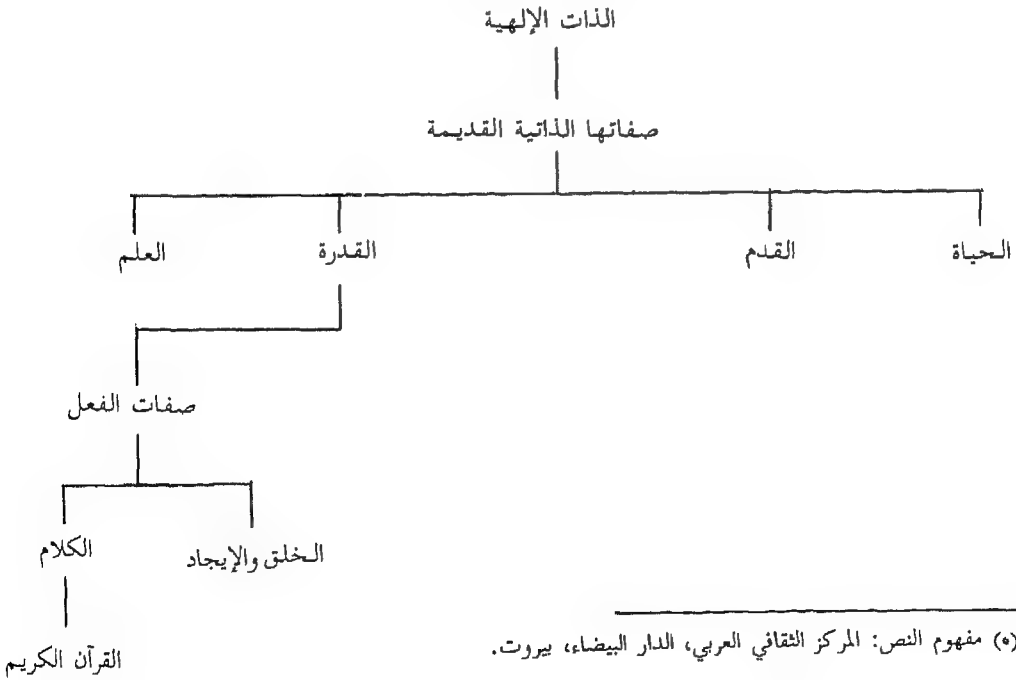 الذات الإلهية
صفاتها الذاتية القديمة
الحياة القدم القدرة العلم
صفات الفعل
الخلق والإيجاد الكلام
القرآن الكريم
(٥) مفهوم النص: المركز الثقافي العربي، الدار البيضاء، بيروت.